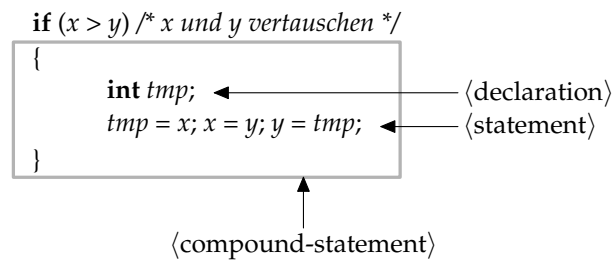 if (x > y) /* x und y vertauschen */
{
int tmp; ⟨declaration⟩
tmp = x; x = y; y = tmp; ⟨statement⟩
}
⟨compound-statement⟩